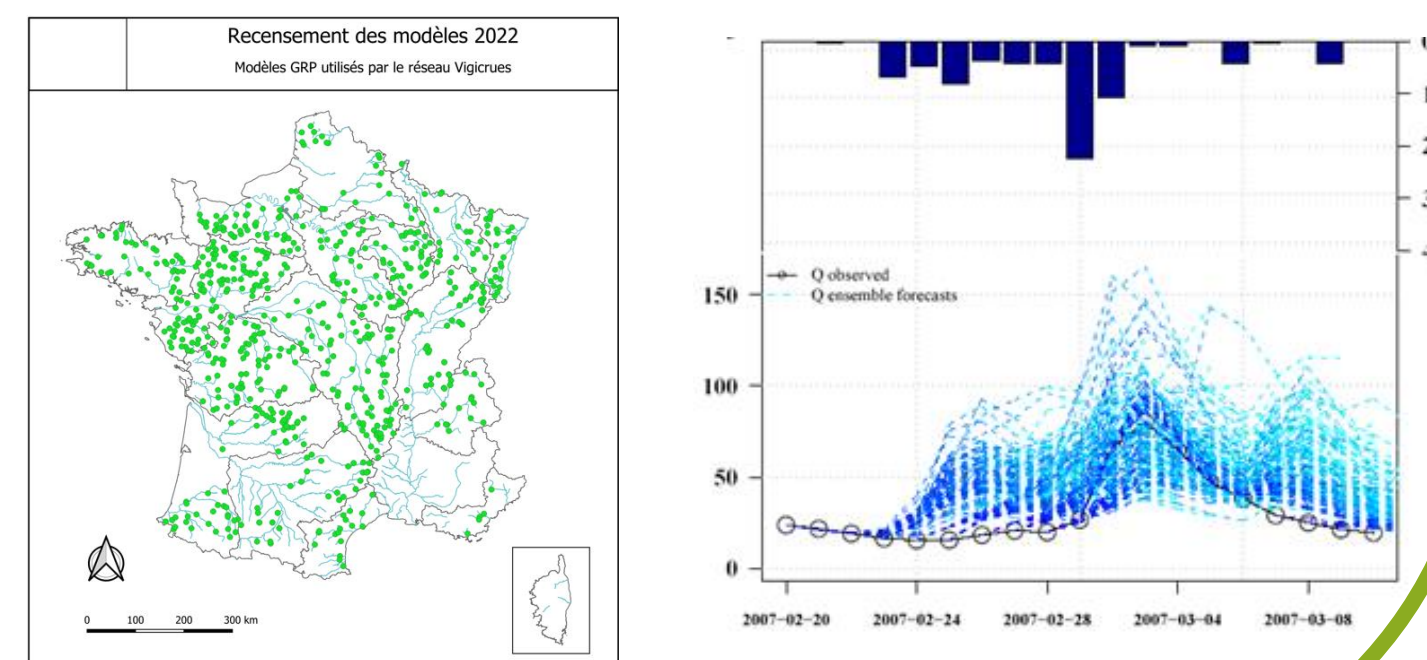 Recensement des modèles 2022
Modèles GRP utilisés par le réseau Vigicrues
0 100 200 300 km
Q observed
Q ensemble forecasts
150
100
50
0
2007-02-20 2007-02-24 2007-02-28 2007-03-04 2007-03-08